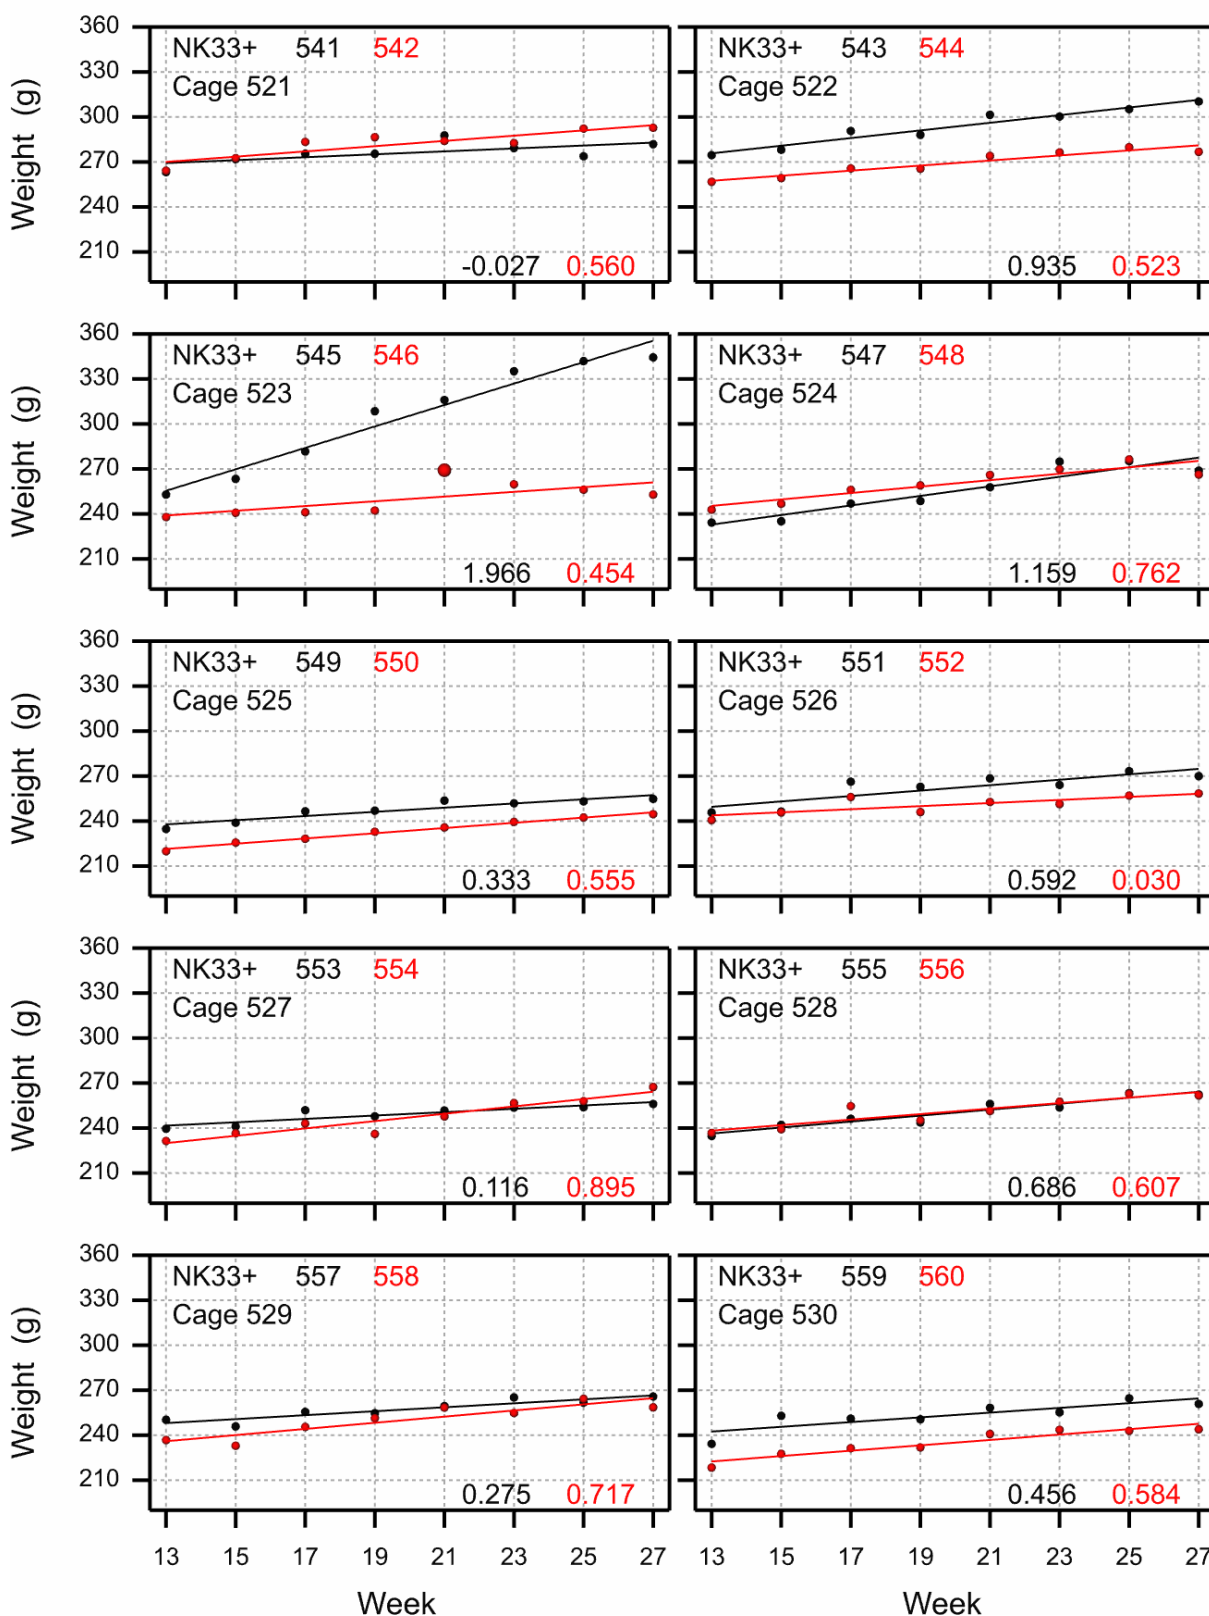 360
330
300
270
240
210
Weight (g)
NK33+ 541 542
Cage 521
-0.027 0.560
NK33+ 543 544
Cage 522
0.935 0.523
360
330
300
270
240
210
Weight (g)
NK33+ 545 546
Cage 523
1.966 0.454
NK33+ 547 548
Cage 524
1.159 0.762
360
330
300
270
240
210
Weight (g)
NK33+ 549 550
Cage 525
0.333 0.555
NK33+ 551 552
Cage 526
0.592 0.030
360
330
300
270
240
210
Weight (g)
NK33+ 553 554
Cage 527
0.116 0.895
NK33+ 555 556
Cage 528
0.686 0.607
360
330
300
270
240
210
Weight (g)
NK33+ 557 558
Cage 529
0.275 0.717
NK33+ 559 560
Cage 530
0.456 0.584
13 15 17 19 21 23 25 27
13 15 17 19 21 23 25 27
Week
Week